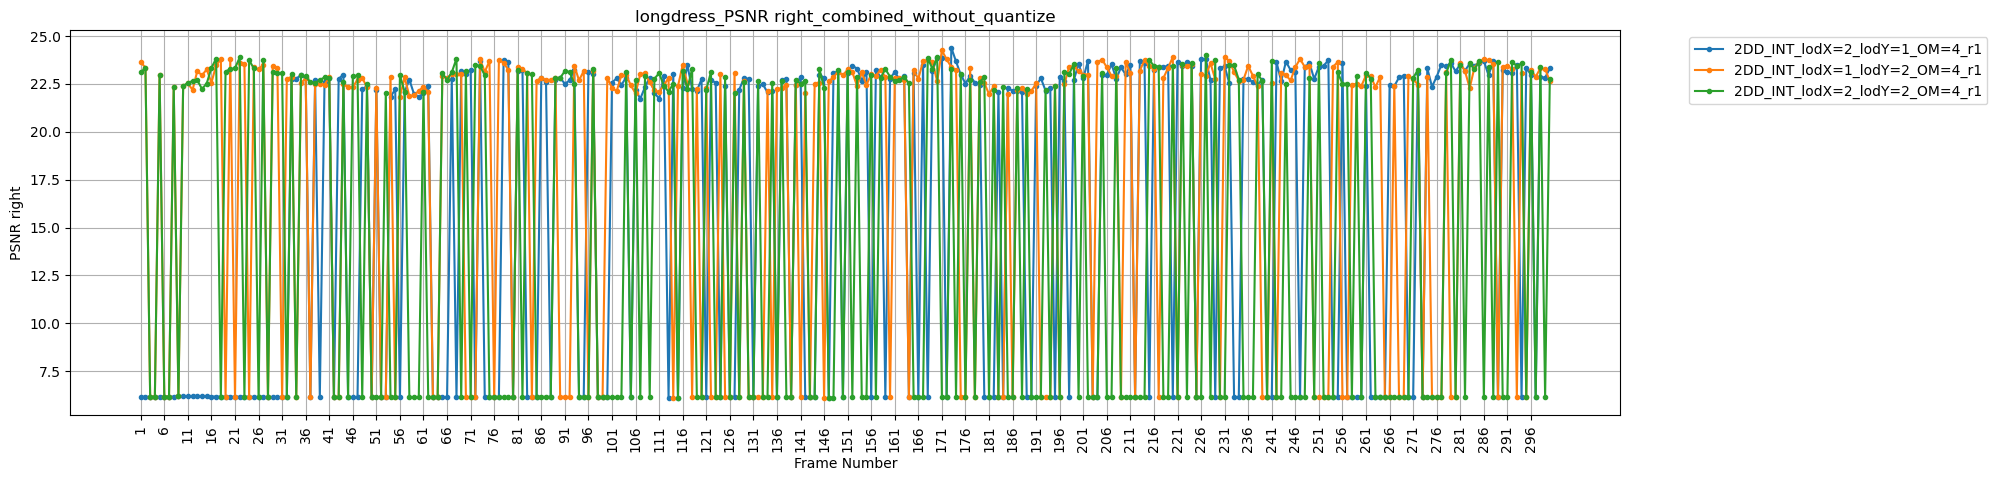 longdress_PSNR right_combined_without_quantize
25.0
22.5
20.0
17.5
15.0
12.5
10.0
7.5
PSNR right
1 6 11 16 21 26 31 36 41 46 51 56 61 66 71 76 81 86 91 96 101 106 111 116 121 126 131 136 141 146 151 156 161 166 171 176 181 186 191 196 201 206 211 216 221 226 231 236 241 246 251 256 261 266 271 276 281 286 291 296
Frame Number
2DD_INT_lodX=2_lodY=1_OM=4_r1
2DD_INT_lodX=1_lodY=2_OM=4_r1
2DD_INT_lodX=2_lodY=2_OM=4_r1